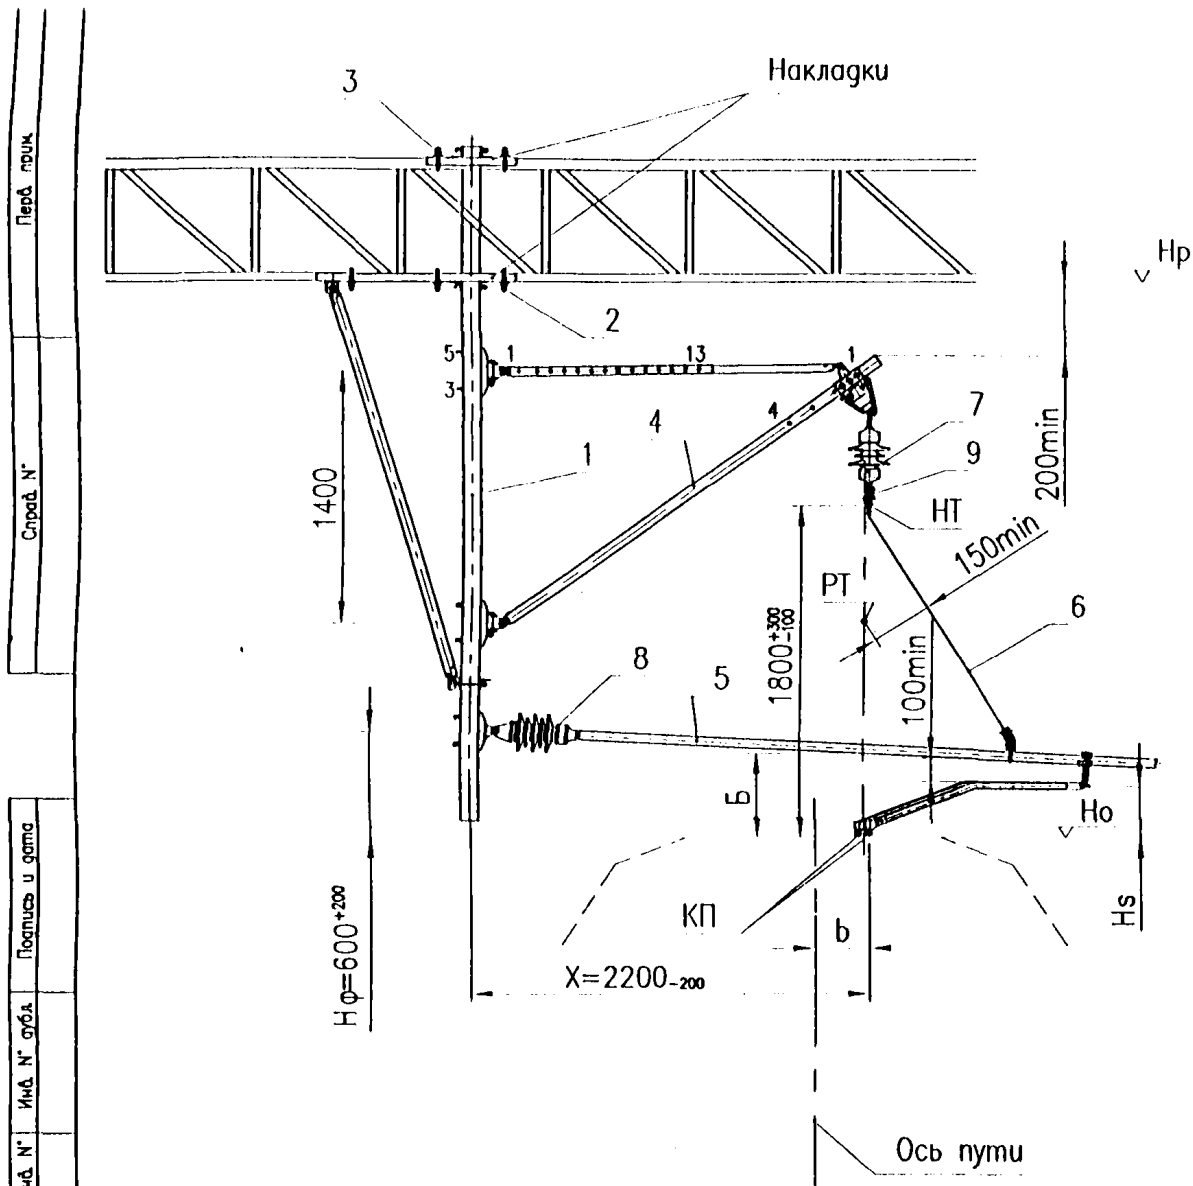 Накладки
3
Нр
2
5
1
13
1
3
4
4
1
7
9
200min
1400
НТ
150min
РТ
6
1800+300-100
100min
8
5
Б
Но
Hs
КП
b
Нф=600+200
X=2200-200
Ось пути
Перв. прим.
Справ. N°
Подпись и дата
Инв. N° дубл.
инв. N°